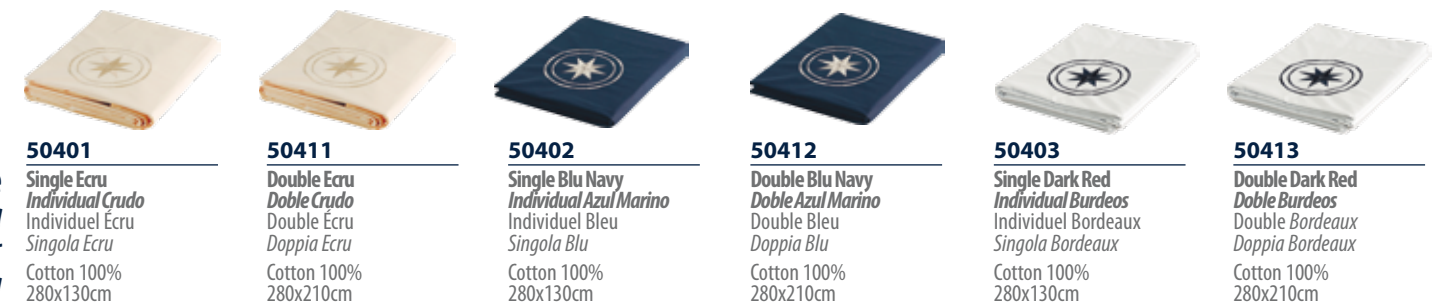 50401
Single Ecru
Individual Crudo
Individuel Écru
Singola Ecru
Cotton 100%
280x130cm
50411
Double Ecru
Doble Crudo
Double Écru
Doppia Ecru
Cotton 100%
280x210cm
50402
Single Blu Navy
Individual Azul Marino
Individuel Bleu
Singola Blu
Cotton 100%
280x130cm
50412
Double Blu Navy
Doble Azul Marino
Double Bleu
Doppia Blu
Cotton 100%
280x210cm
50403
Single Dark Red
Individual Burdeos
Individuel Bordeaux
Singola Bordeaux
Cotton 100%
280x130cm
50413
Double Dark Red
Doble Burdeos
Double Bordeaux
Doppia Bordeaux
Cotton 100%
280x210cm